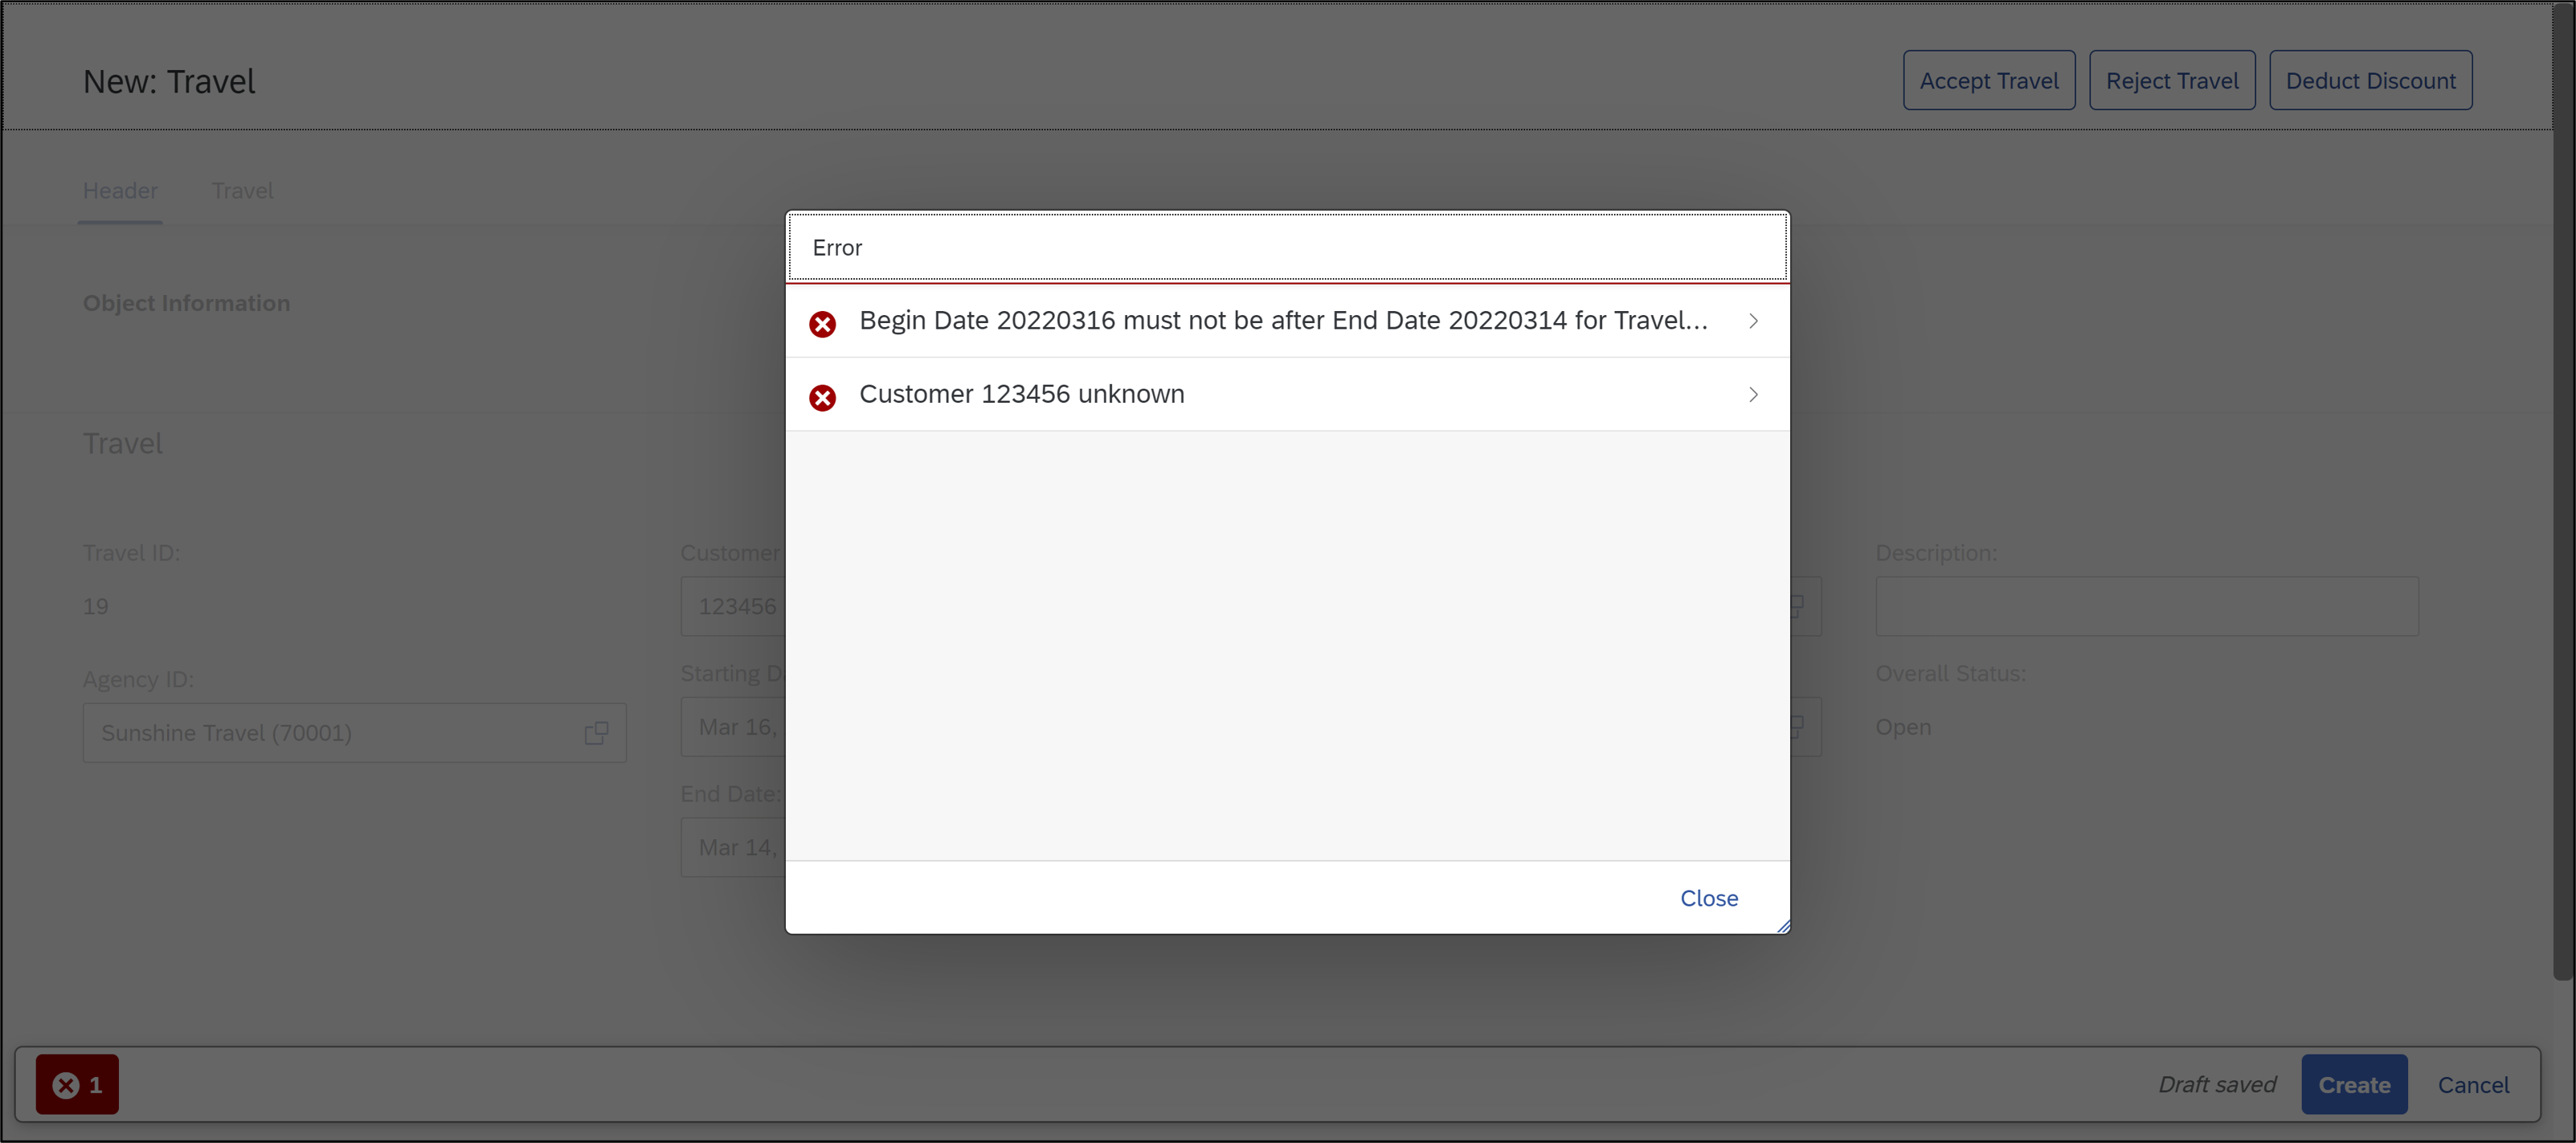 New: Travel
Accept Travel
Reject Travel
Deduct Discount
Header
Travel
Object Information
Error
Begin Date 20220316 must not be after End Date 20220314 for Travel...
Customer 123456 unknown
Close
Travel
Travel ID:
19
Agency ID:
Sunshine Travel (70001)
Customer
123456
Starting D
Mar 16,
End Date:
Mar 14,
Description:
Overall Status:
Open
1
Draft saved
Create
Cancel